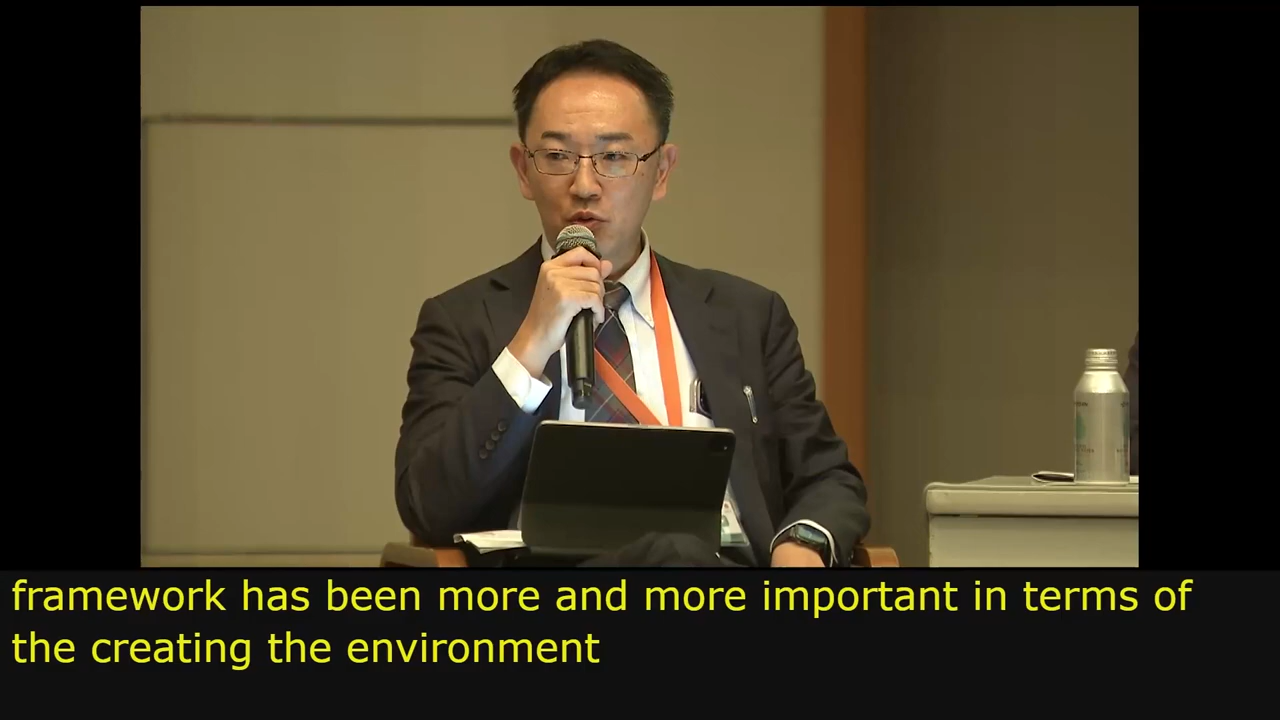 framework has been more and more important in terms of
the creating the environment